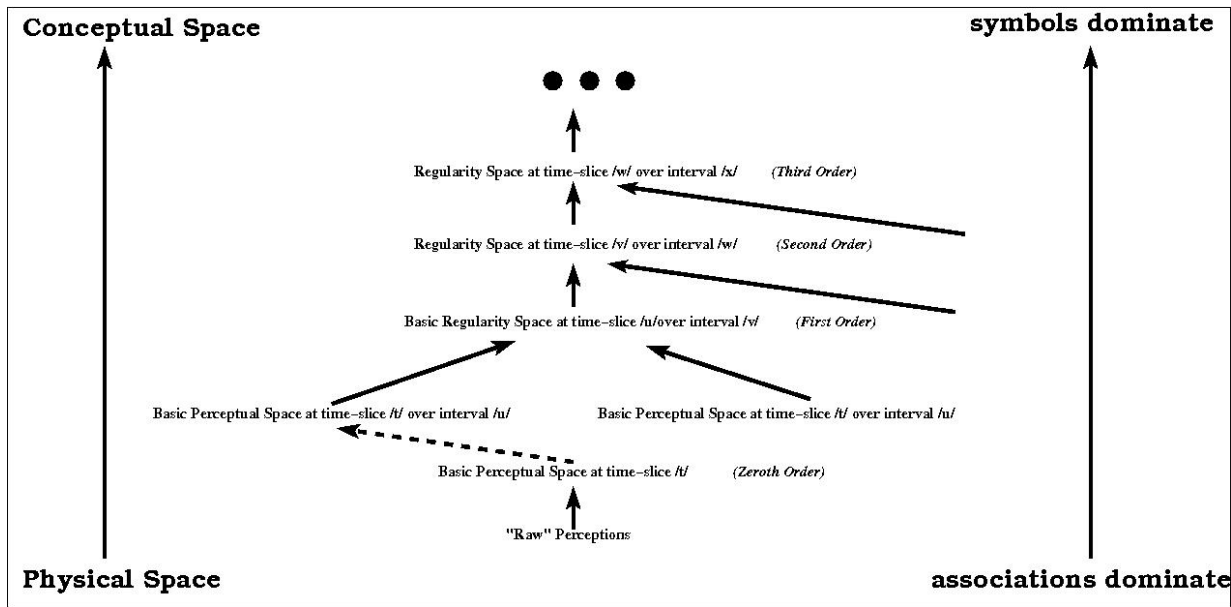 Conceptual Space
symbols dominate
Regularity Space at time-slice /w/ over interval /x/ (Third Order)
Regularity Space at time-slice /v/ over interval /w/ (Second Order)
Basic Regularity Space at time-slice /u/over interval /v/ (First Order)
Basic Perceptual Space at time-slice /t/ over interval /u/
Basic Perceptual Space at time-slice /t/ over interval /u/
Basic Perceptual Space at time-slice /t/ (Zeroth Order)
"Raw" Perceptions
Physical Space
associations dominate